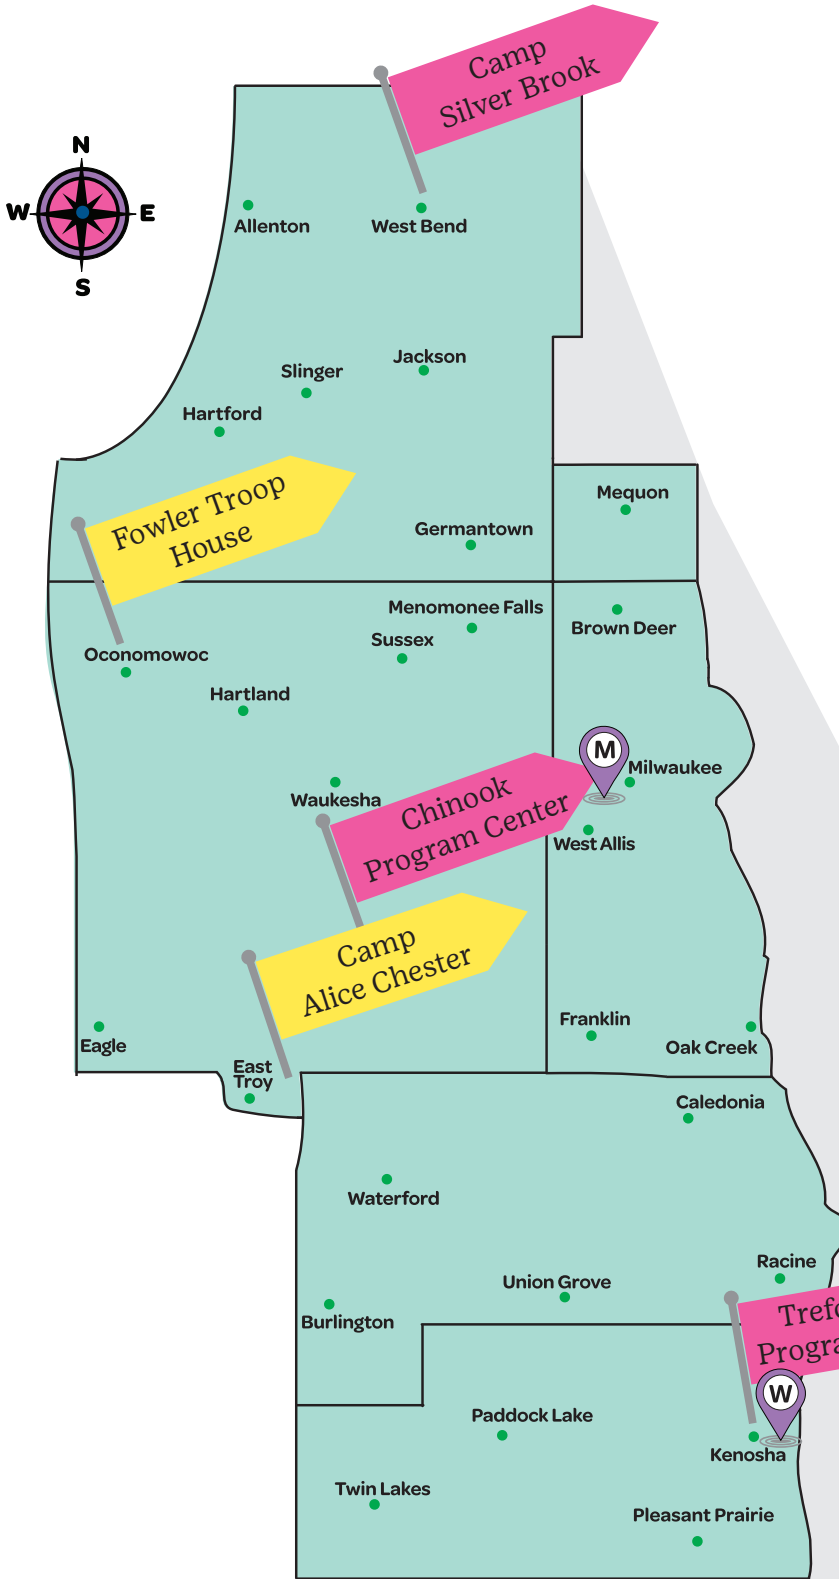 Camp
Silver Brook
N
W
E
S
Allenton
West Bend
Jackson
Slinger
Hartford
Fowler Troop
House
Mequon
Germantown
Menomonee Falls
Brown Deer
Sussex
Oconomowoc
Hartland
M
Milwaukee
Waukesha
Chinook
Program Center
West Allis
Camp
Alice Chester
Franklin
Eagle
Oak Creek
East
Troy
Caledonia
Waterford
Racine
Union Grove
Burlington
W
Paddock Lake
Kenosha
Twin Lakes
Pleasant Prairie